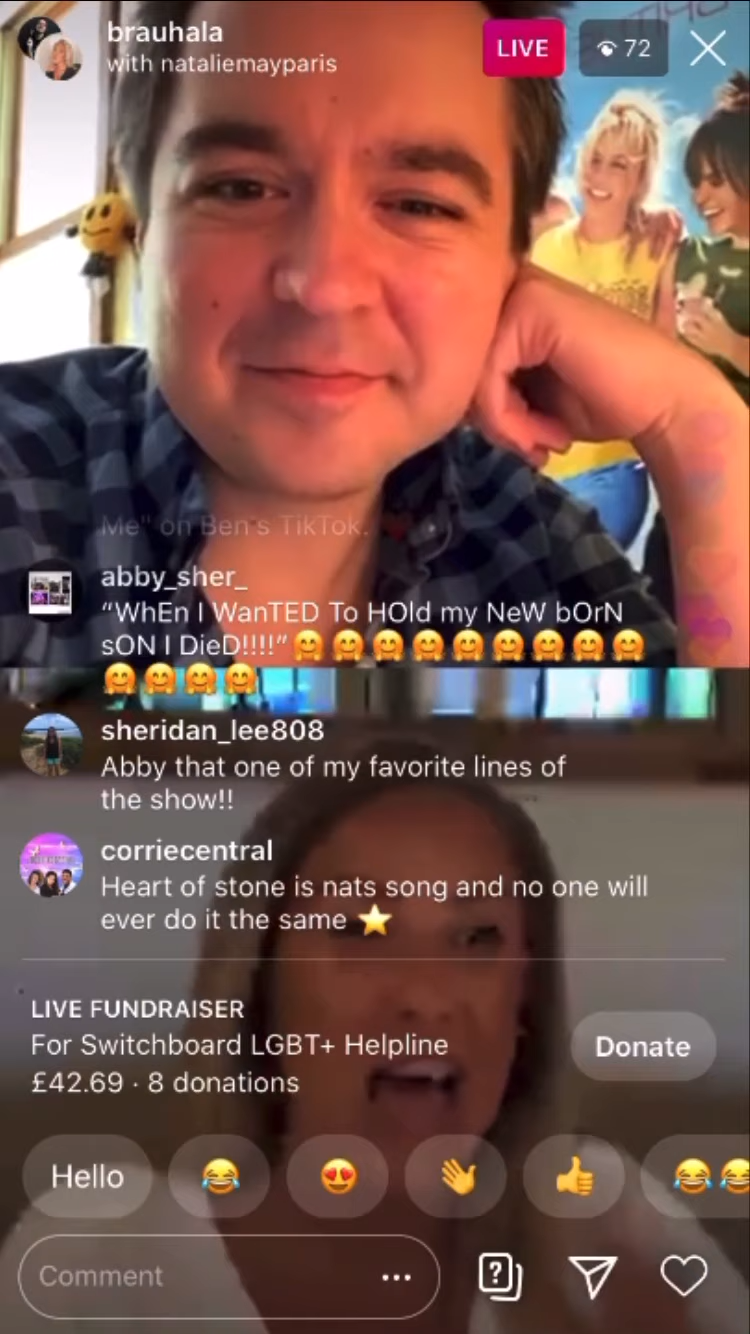 brauhala
with nataliemayparis
LIVE
72
Me" on Ben's TikTok.
abby_sher_
“WhEn I WanTED To HOld my NeW bOrN
sON I DieD!!!!”🤗🤗🤗🤗🤗🤗🤗🤗🤗
🤗🤗🤗🤗
sheridan_lee808
Abby that one of my favorite lines of
the show!!
corriecentral
Heart of stone is nats song and no one will
ever do it the same ⭐
LIVE FUNDRAISER
For Switchboard LGBT+ Helpline
£42.69 · 8 donations
Donate
Hello 😂 😍 👋 👍 😂😂
Comment